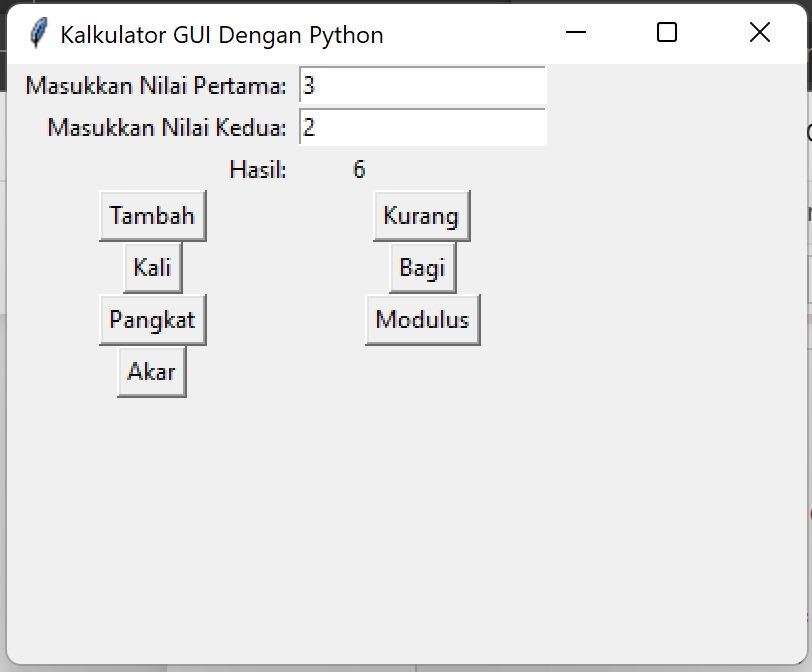 Kalkulator GUI Dengan Python
Masukkan Nilai Pertama: 3
Masukkan Nilai Kedua: 2
Hasil: 6
Tambah Kurang
Kali Bagi
Pangkat Modulus
Akar